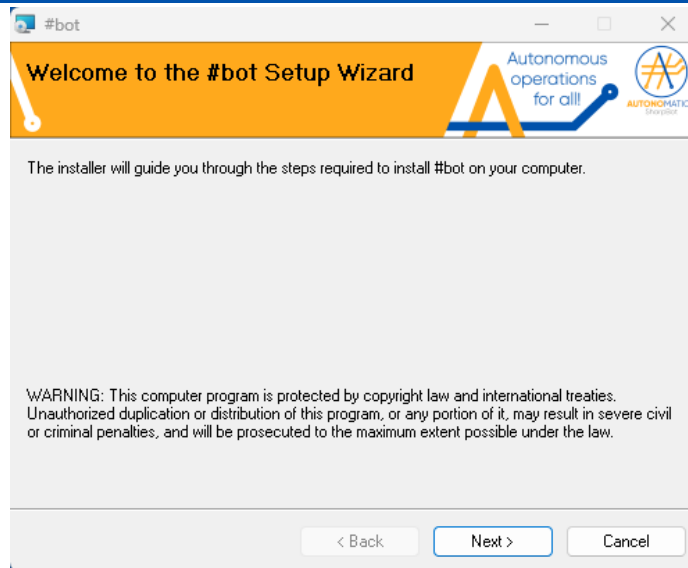 #bot
Welcome to the #bot Setup Wizard
Autonomous
operations
for all!
AUTONOMATIC
SharpBot
The installer will guide you through the steps required to install #bot on your computer.
WARNING: This computer program is protected by copyright law and international treaties.
Unauthorized duplication or distribution of this program, or any portion of it, may result in severe civil
or criminal penalties, and will be prosecuted to the maximum extent possible under the law.
< Back
Next >
Cancel